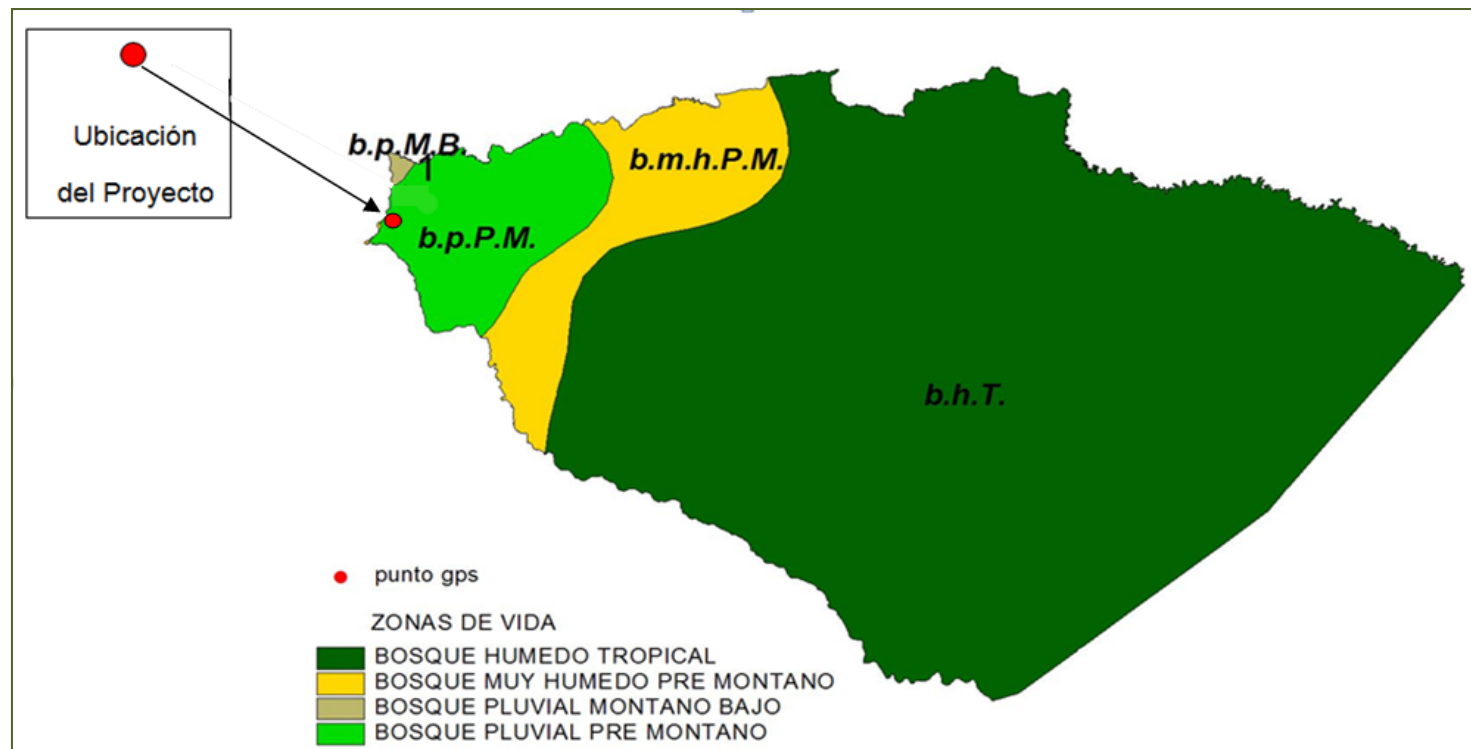 Ubicación
del Proyecto
b.p.M.B.
b.m.h.P.M.
b.p.P.M.
b.h.T.
punto gps
ZONAS DE VIDA
BOSQUE HUMEDO TROPICAL
BOSQUE MUY HUMEDO PRE MONTANO
BOSQUE PLUVIAL MONTANO BAJO
BOSQUE PLUVIAL PRE MONTANO